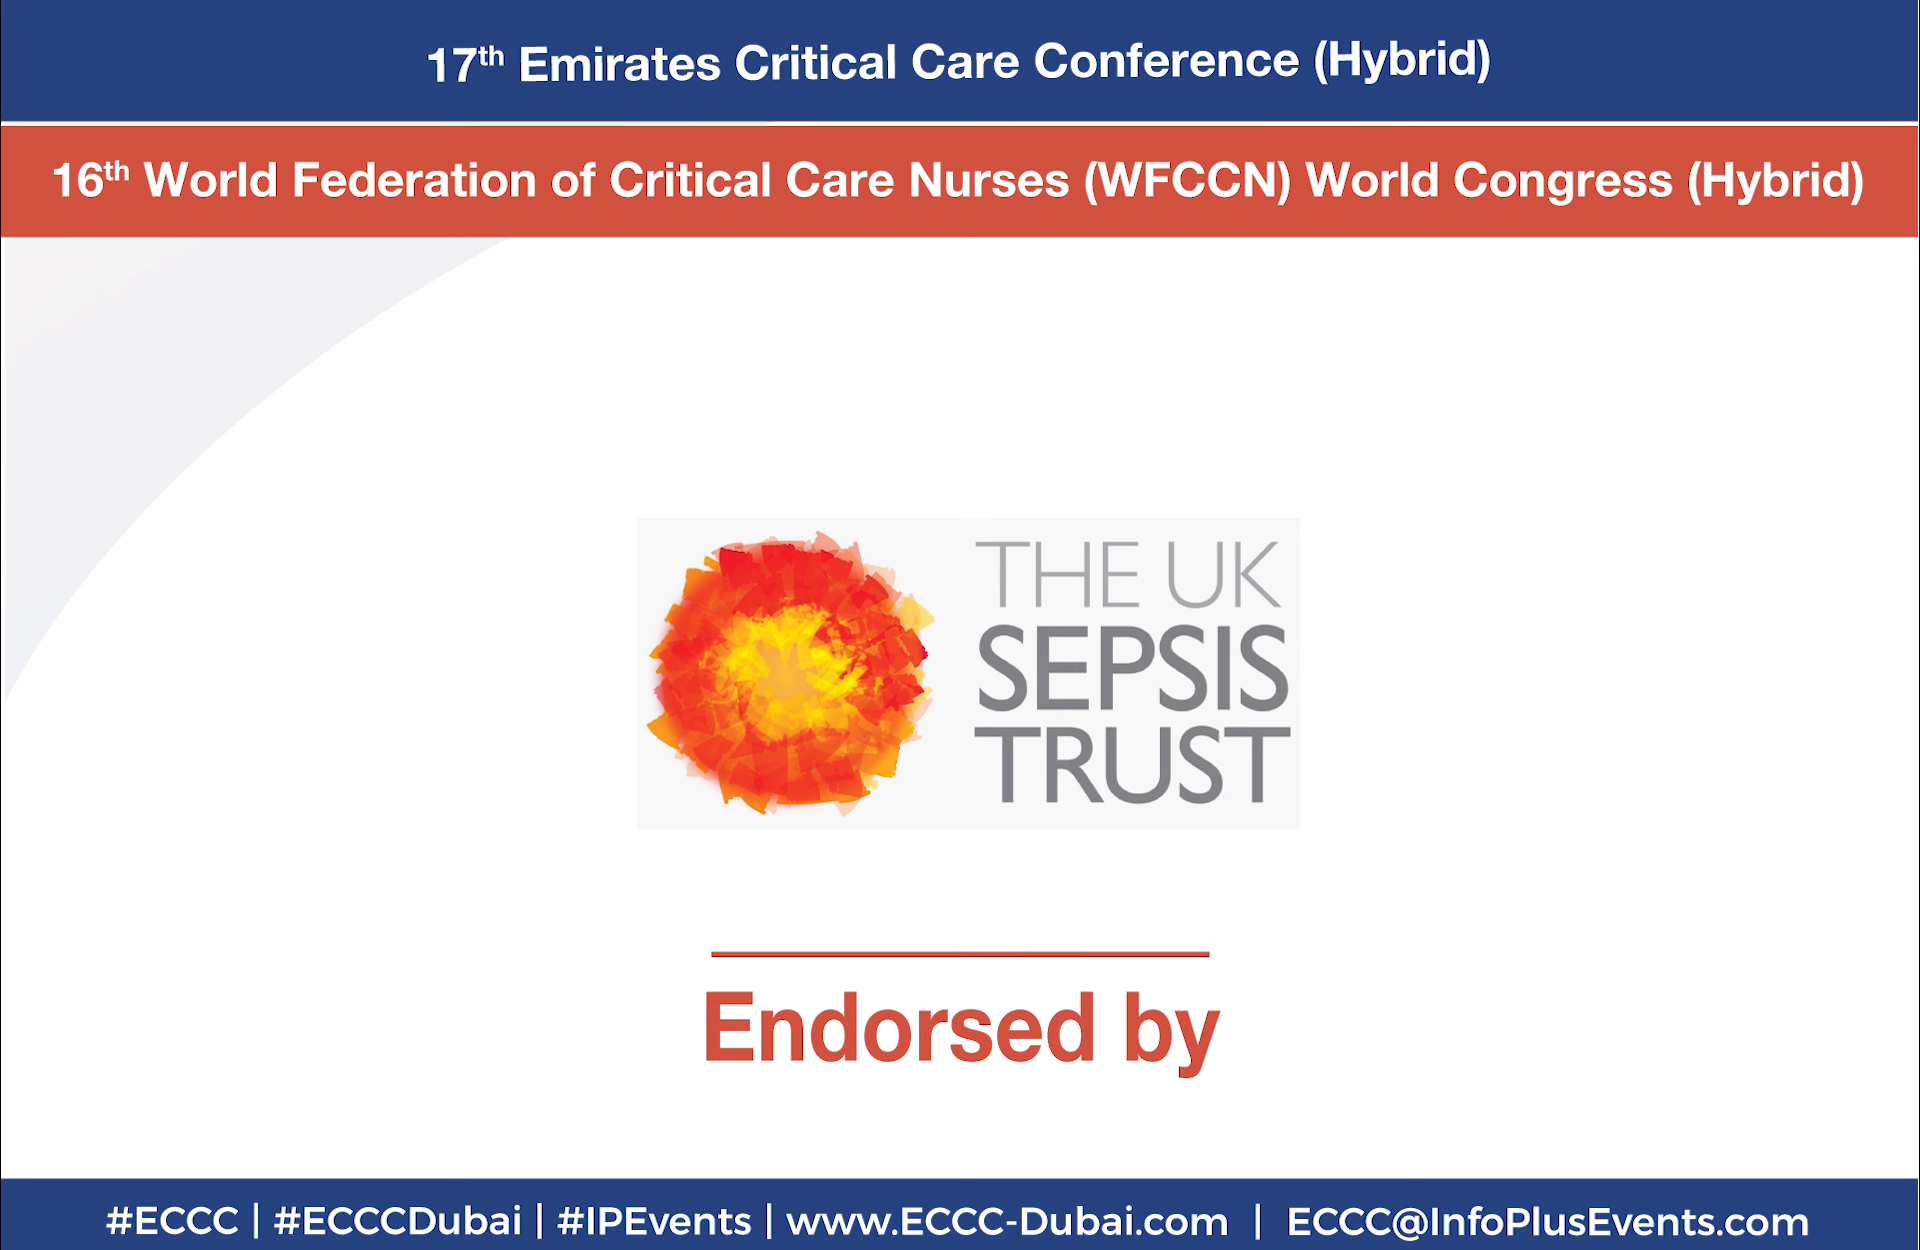 17th Emirates Critical Care Conference (Hybrid)
16th World Federation of Critical Care Nurses (WFCCN) World Congress (Hybrid)
THE UK
SEPSIS
TRUST
Endorsed by
#ECCC | #ECCCDubai | #IPEvents | www.ECCC-Dubai.com | ECCC@InfoPlusEvents.com